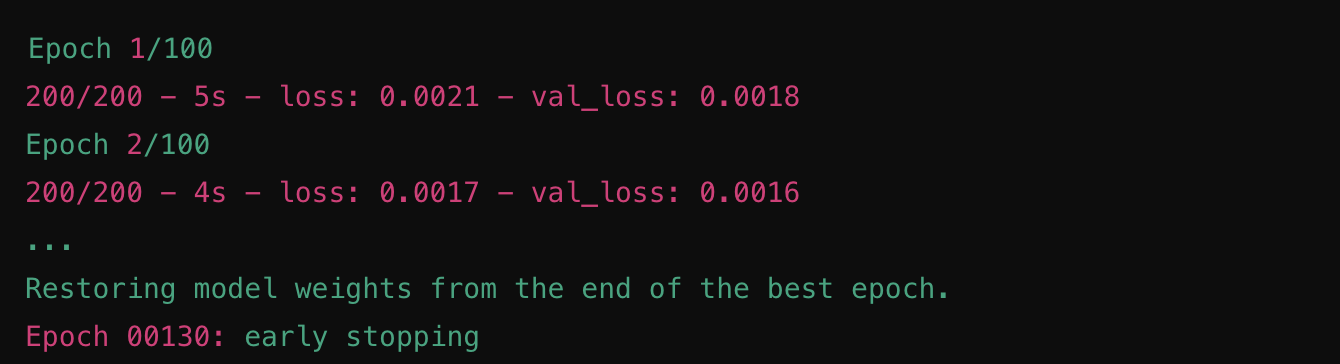 Epoch 1/100
200/200 – 5s – loss: 0.0021 – val_loss: 0.0018
Epoch 2/100
200/200 – 4s – loss: 0.0017 – val_loss: 0.0016
...
Restoring model weights from the end of the best epoch.
Epoch 00130: early stopping